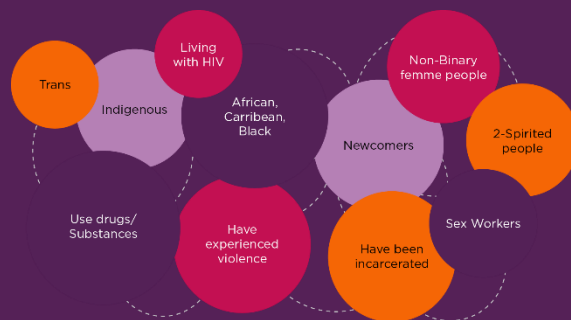 Trans
Indigenous
Living
with HIV
African,
Carribean,
Black
Newcomers
Non-Binary
femme people
2-Spirited
people
Use drugs/
Substances
Have
experienced
violence
Have been
incarcerated
Sex Workers